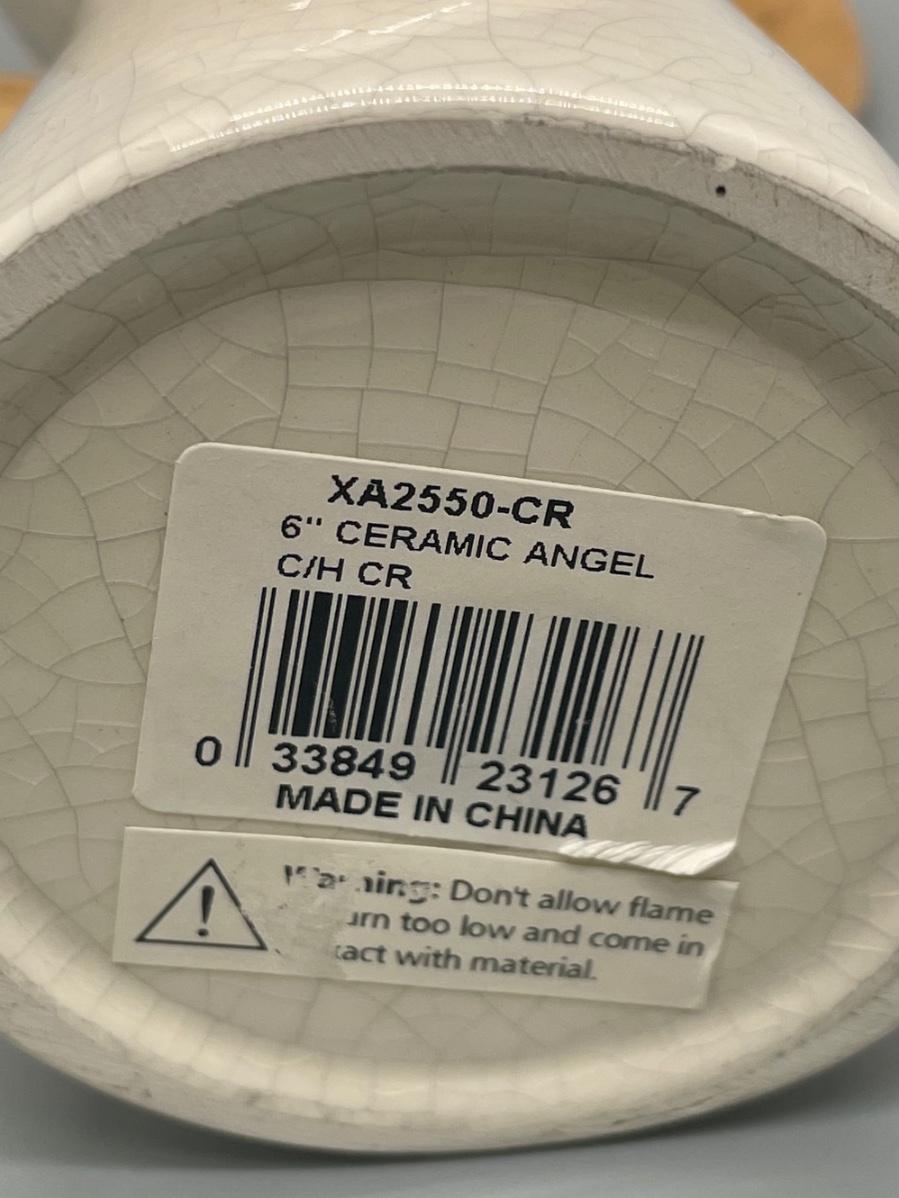 XA2550-CR
6" CERAMIC ANGEL
C/H CR
0 33849 23126 7
MADE IN CHINA
Warning: Don't allow flame
too low and come in
with material.